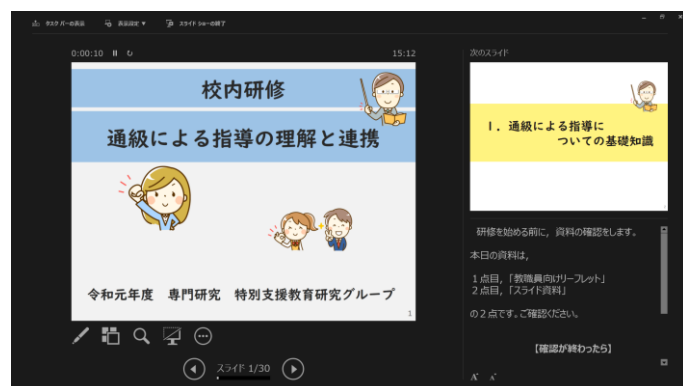 タスク バーの表示　表示設定 ▼　スライド ショーの終了
0:00:10
15:12
校内研修
通級による指導の理解と連携
令和元年度　専門研究　特別支援教育研究グループ
1
スライド 1/30
次のスライド
Ⅰ．通級による指導に
ついての基礎知識
研修を始める前に，資料の確認をします。
本日の資料は，
１点目，「教職員向けリーフレット」
２点目，「スライド資料」
の２点です。ご確認ください。
【確認が終わったら】